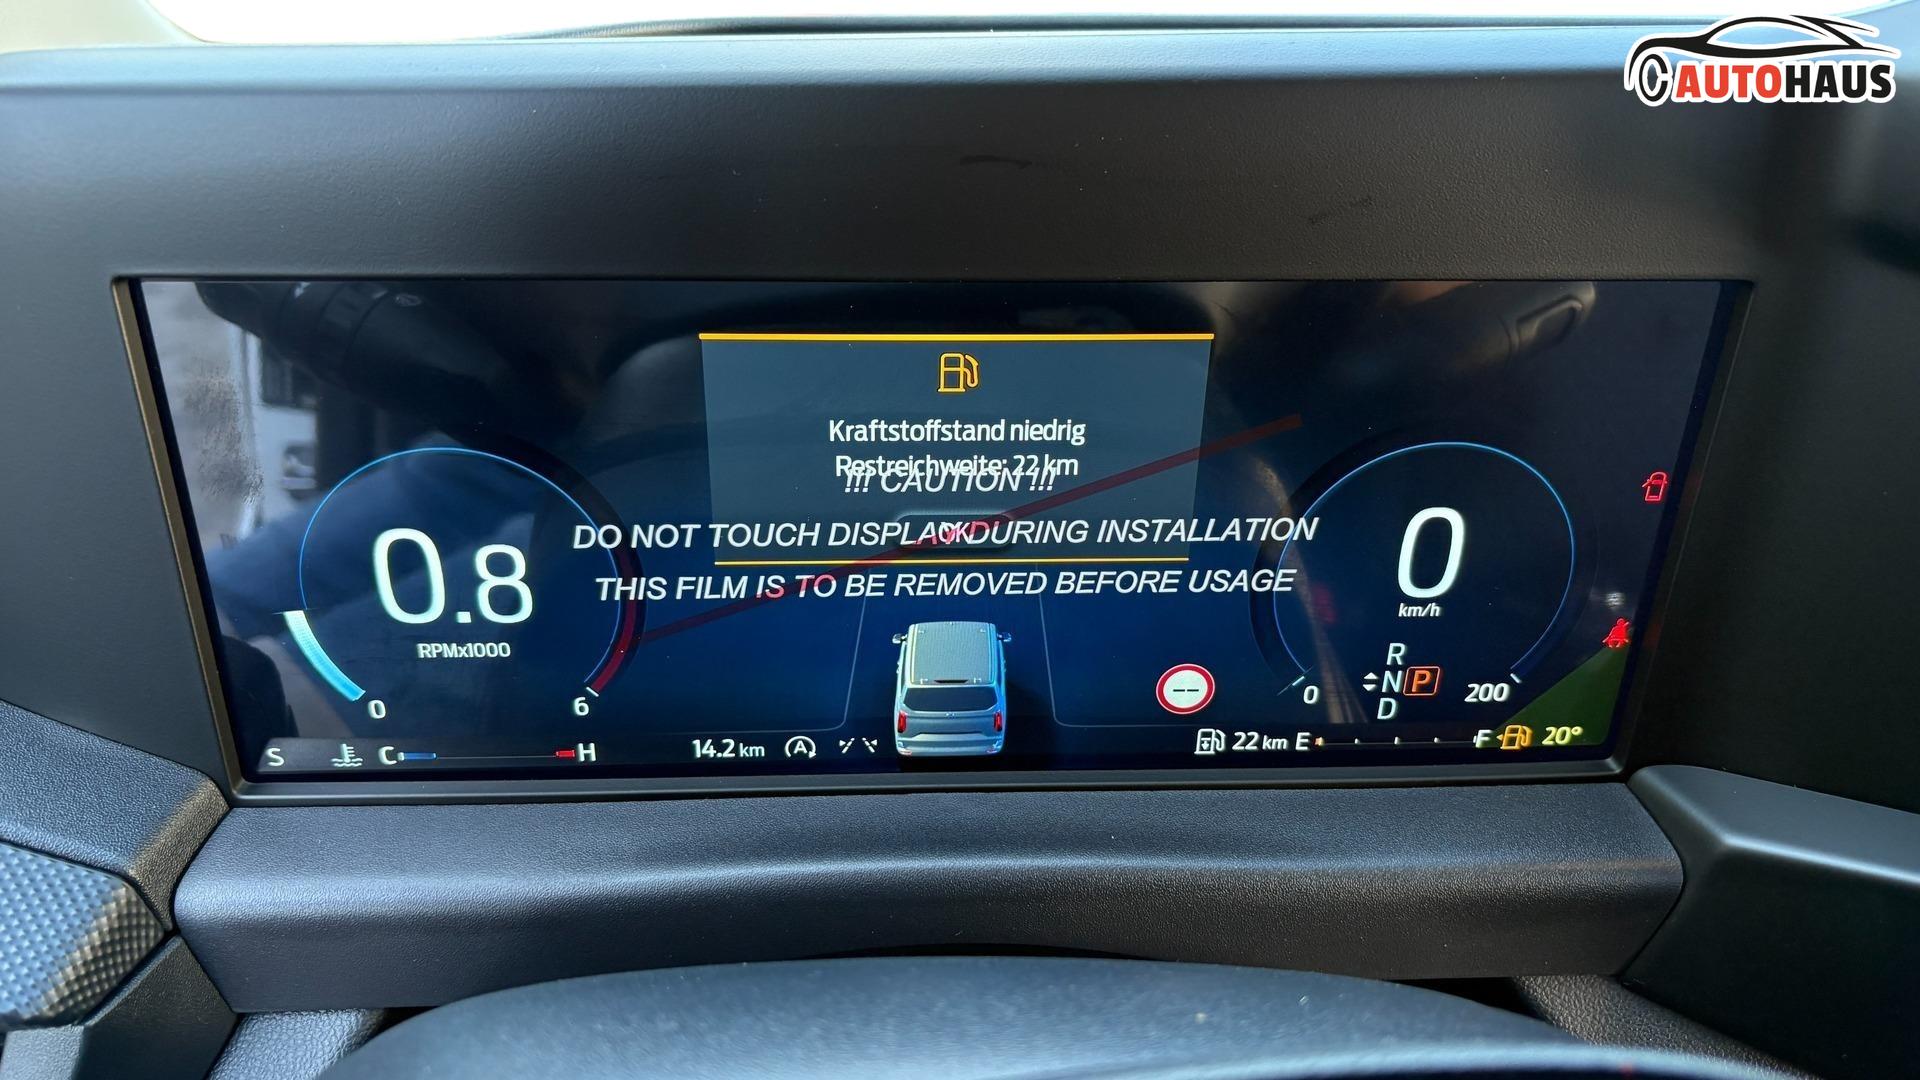 AUTOHAUS
Kraftstoffstand niedrig
Restreichweite: 22 km
!!! CAUTION !!!
OK
DO NOT TOUCH DISPLAY DURING INSTALLATION
THIS FILM IS TO BE REMOVED BEFORE USAGE
0.8
RPMx1000
0
6
0
km/h
R
N P
D
0
200
--
S
C H
14.2 km
A
22 km E F 20°